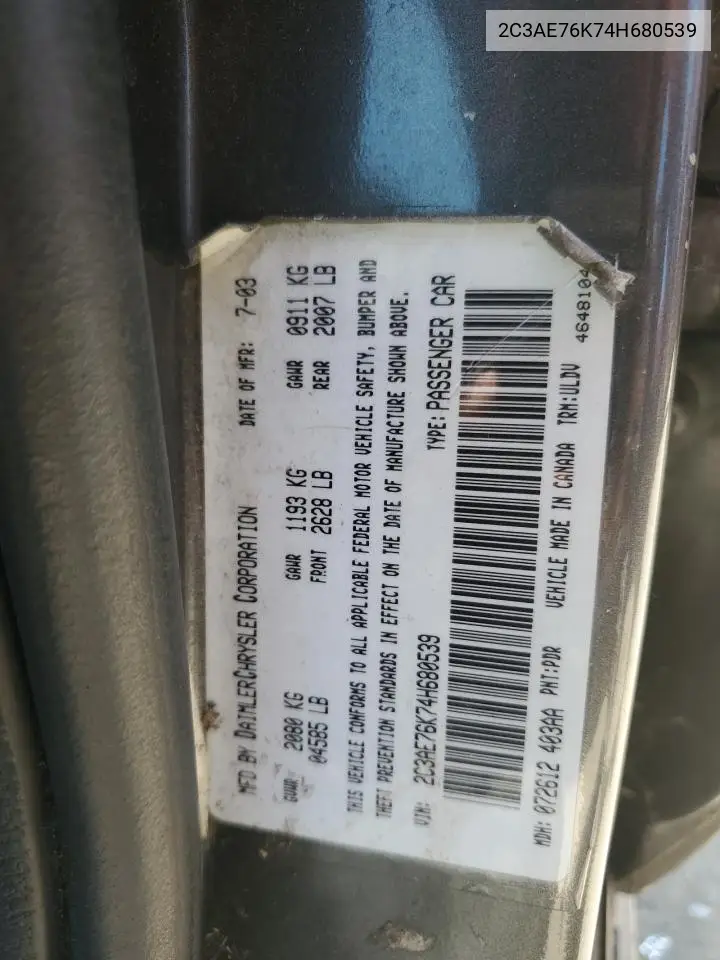 2C3AE76K74H680539
MFD BY DAIMLERCHRYSLER CORPORATION DATE OF MFR: 7-03
GVWR 2080 KG GAWR 1193 KG GAWR 0911 KG
04585 LB FRONT 2628 LB REAR 2007 LB
THIS VEHICLE CONFORMS TO ALL APPLICABLE FEDERAL MOTOR VEHICLE SAFETY, BUMPER AND
THEFT PREVENTION STANDARDS IN EFFECT ON THE DATE OF MANUFACTURE SHOWN ABOVE.
VIN: 2C3AE76K74H680539 TYPE: PASSENGER CAR
MDH: 072612 403AA PNT:PDR VEHICLE MADE IN CANADA TRM:ULDV
4648104